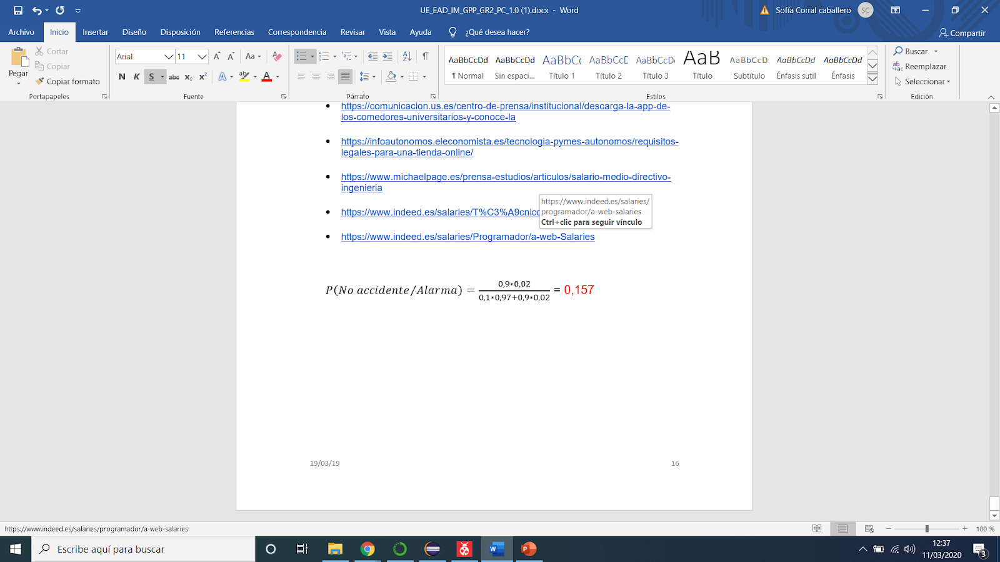 UE_EAD_IM_GPP_GR2_PC_1.0 (1).docx - Word
Sofía Corral caballero
SC
Archivo Inicio Insertar Diseño Disposición Referencias Correspondencia Revisar Vista Ayuda ¿Qué desea hacer? Compartir
Pegar
Cortar
Copiar
Copiar formato
Portapapeles
Arial 11
Aa
N K S abc x₂ x²
A A
Fuente
Párrafo
AaBbCcDd AaBbCcDd AaBbCc AaBbCcD AaBbCcDd AaB AaBbCcD AaBbCcDd AaBbCcDd
¶ Normal Sin espaci... Título 1 Título 2 Título 3 Título Subtítulo Énfasis sutil Énfasis
Estilos
Buscar
Reemplazar
Seleccionar
Edición
https://comunicacion.us.es/centro-de-prensa/institucional/descarga-la-app-de-
los-comedores-universitarios-y-conoce-la
https://infoautonomos.eleconomista.es/tecnologia-pymes-autonomos/requisitos-
legales-para-una-tienda-online/
https://www.michaelpage.es/prensa-estudios/articulos/salario-medio-directivo-
ingenieria
https://www.indeed.es/salaries/T%C3%A9cnico
https://www.indeed.es/salaries/
programador/a-web-salaries
Ctrl+clic para seguir vínculo
https://www.indeed.es/salaries/Programador/a-web-Salaries
P(No accidente/Alarma) = 0,9*0,02 / 0,1*0,97+0,9*0,02 = 0,157
19/03/19 16
https://www.indeed.es/salaries/programador/a-web-salaries
100 %
Escribe aquí para buscar
12:37
11/03/2020
3